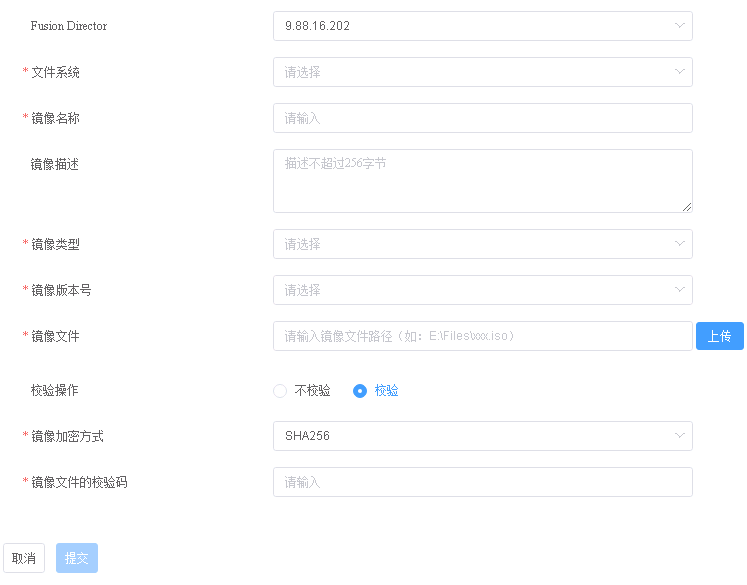 Fusion Director 9.88.16.202
* 文件系统 请选择
* 镜像名称 请输入
镜像描述 描述不超过256字节
* 镜像类型 请选择
* 镜像版本号 请选择
* 镜像文件 请输入镜像文件路径（如：E:\Files\xxx.iso） 上传
校验操作 不校验 校验
* 镜像加密方式 SHA256
* 镜像文件的校验码 请输入
取消 提交